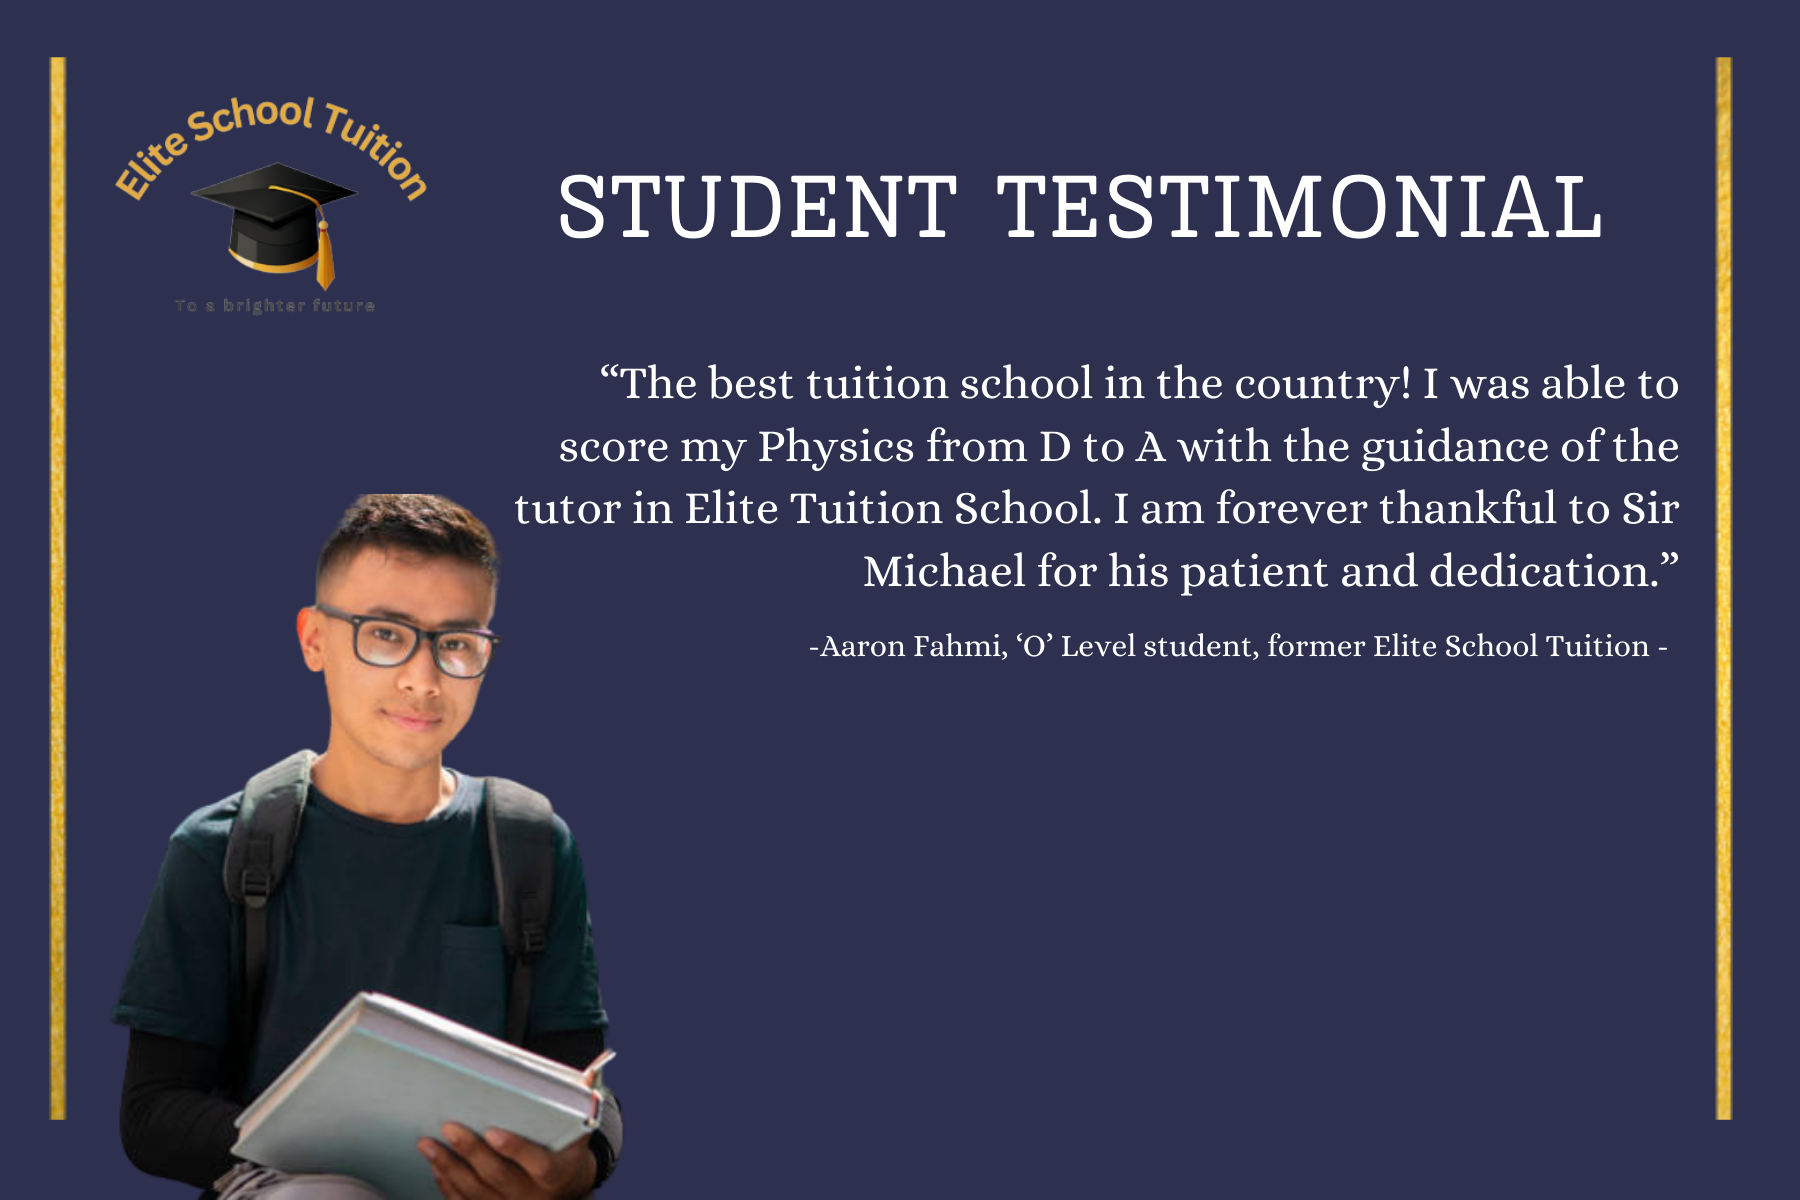 Elite School Tuition
To a brighter future
STUDENT TESTIMONIAL
“The best tuition school in the country! I was able to
score my Physics from D to A with the guidance of the
tutor in Elite Tuition School. I am forever thankful to Sir
Michael for his patient and dedication.”
-Aaron Fahmi, ‘O’ Level student, former Elite School Tuition -